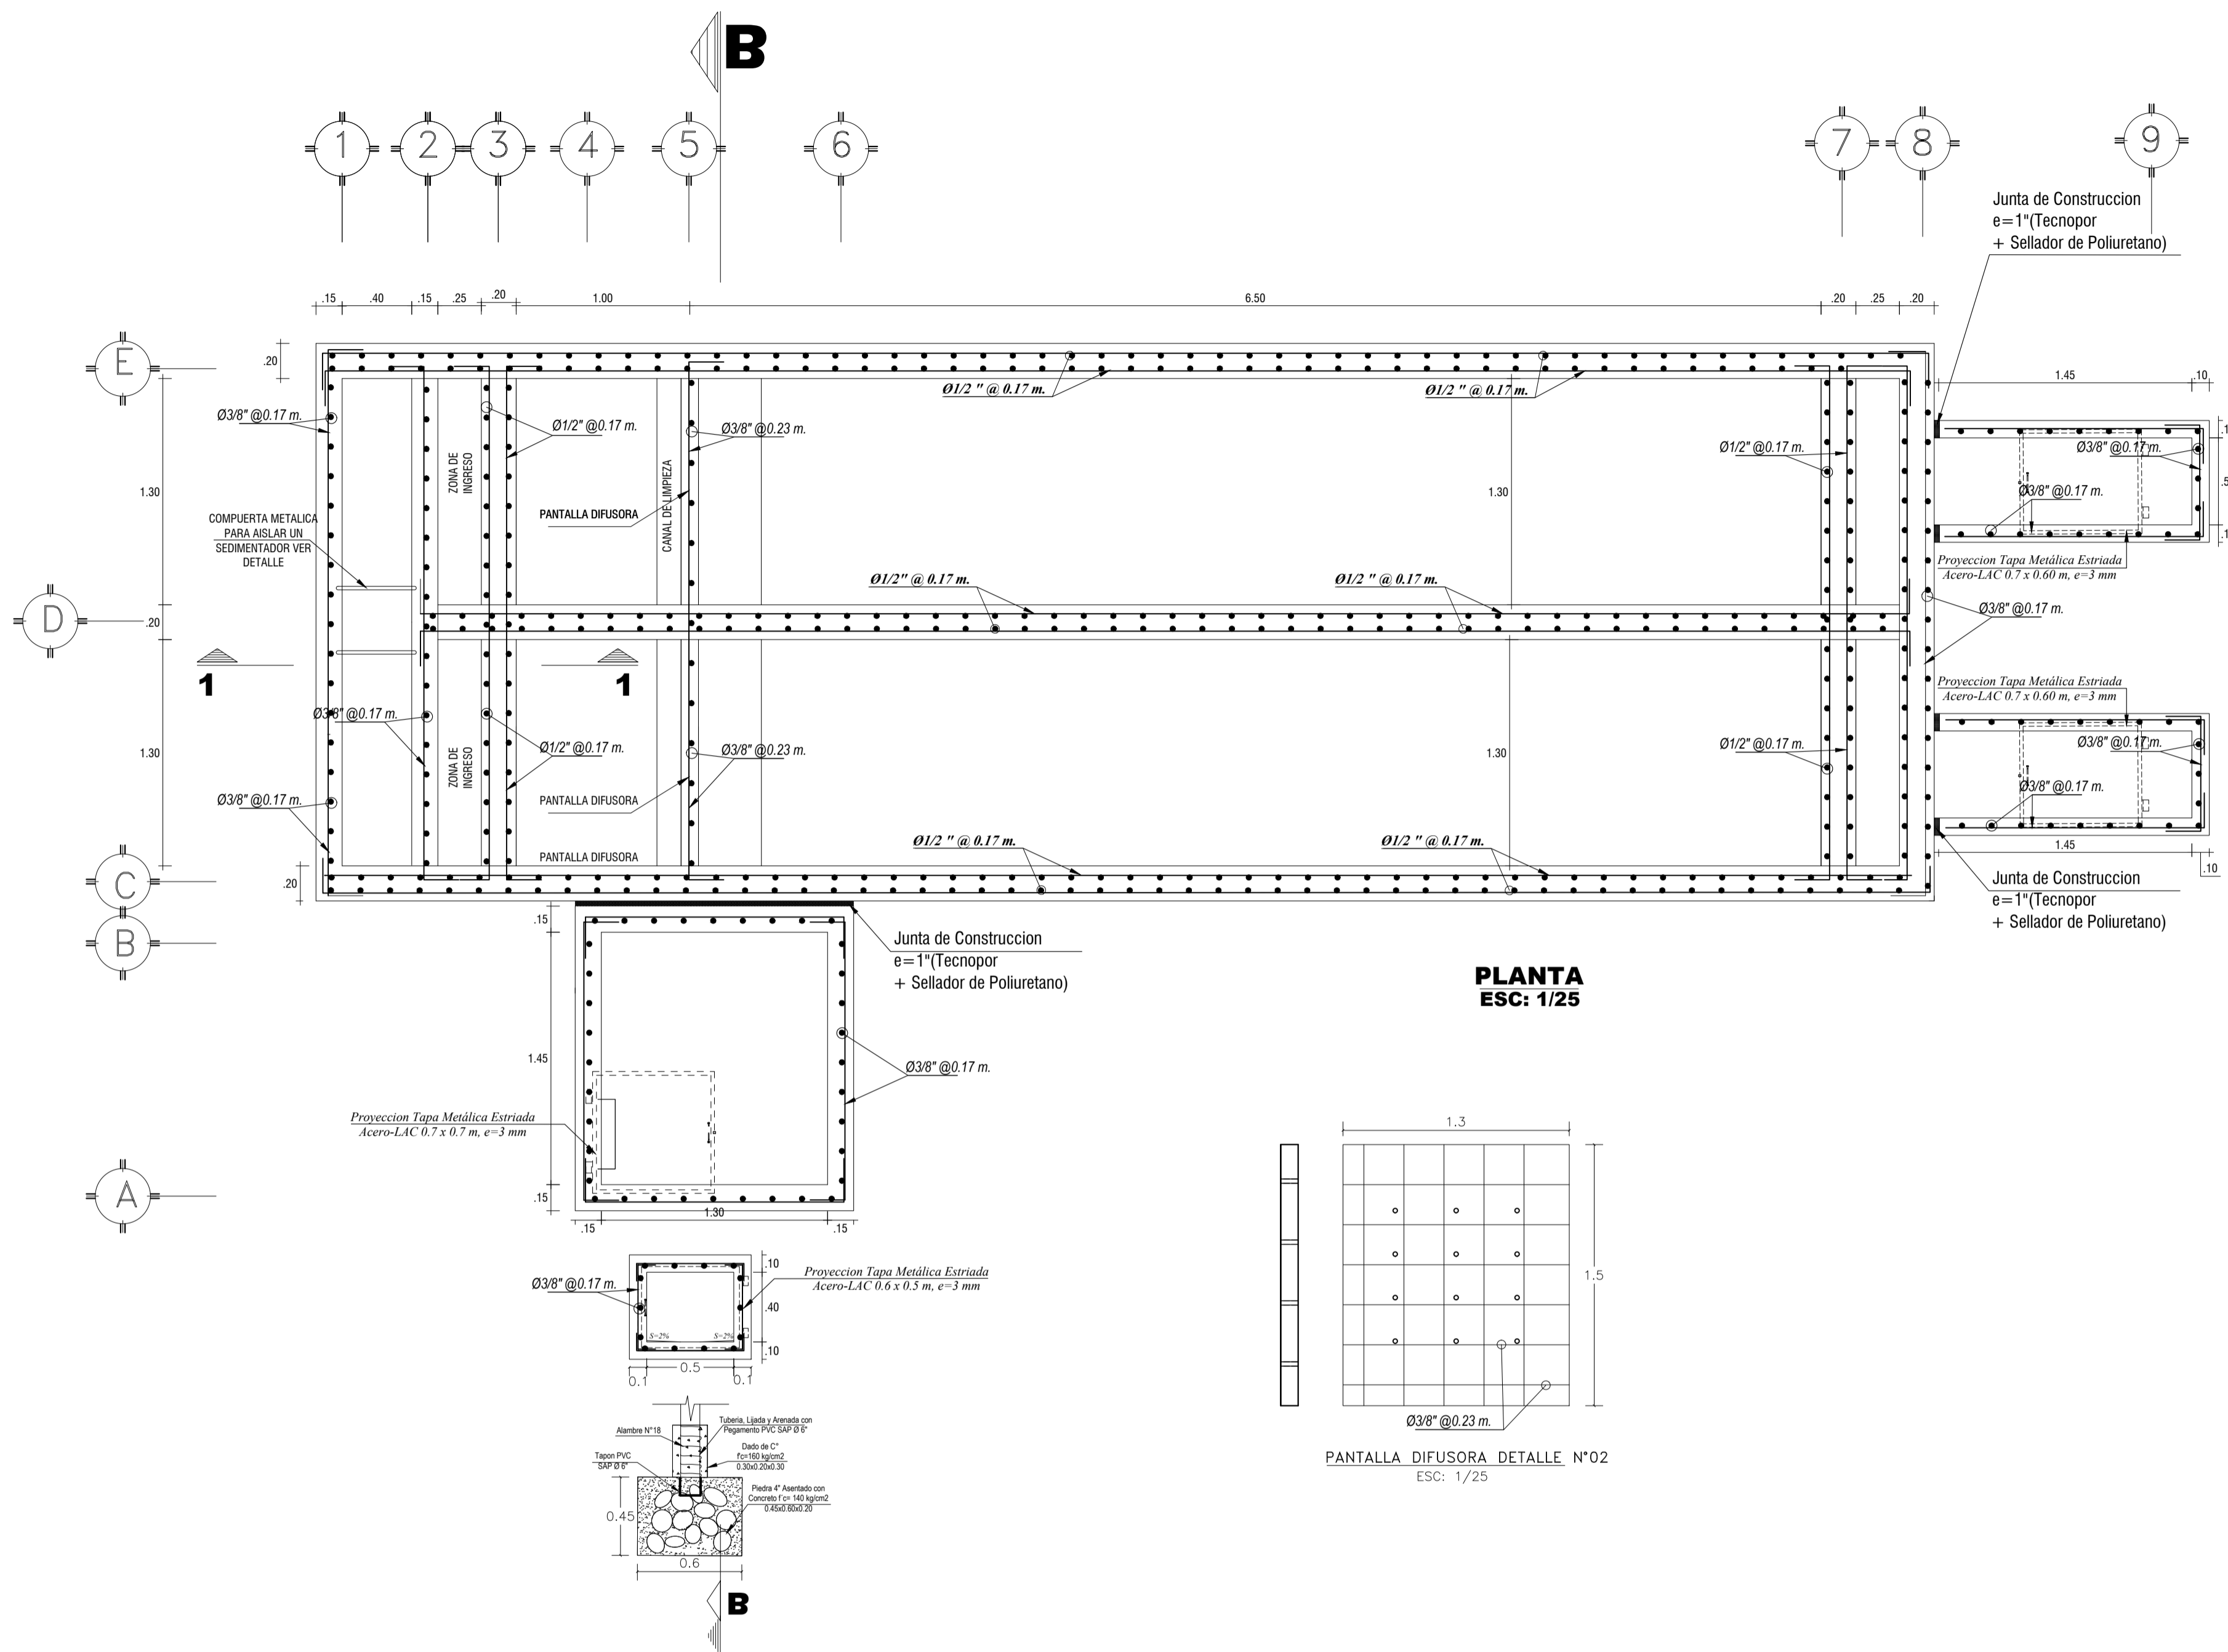 B
1
2
3
4
5
6
7
8
9
Junta de Construccion
e=1"(Tecnopor
+ Sellador de Poliuretano)
.15
.40
.15
.25
.20
1.00
6.50
.20
.25
.20
E
.20
1.45
.10
Ø1/2 " @ 0.17 m.
Ø1/2 " @ 0.17 m.
Ø3/8" @0.17 m.
Ø1/2" @0.17 m.
Ø3/8" @0.23 m.
Ø1/2" @0.17 m.
Ø3/8" @0.17 m.
ZONA DE
INGRESO
CANAL DE LIMPIEZA
1.30
1.30
Ø3/8" @0.17 m.
PANTALLA DIFUSORA
COMPUERTA METALICA
PARA AISLAR UN
SEDIMENTADOR VER
DETALLE
Proyeccion Tapa Metálica Estriada
Acero-LAC 0.7 x 0.60 m, e=3 mm
Ø1/2" @ 0.17 m.
Ø1/2 " @ 0.17 m.
Ø3/8" @0.17 m.
D
.20
1
1
Proyeccion Tapa Metálica Estriada
Acero-LAC 0.7 x 0.60 m, e=3 mm
Ø3/8" @0.17 m.
Ø1/2" @0.17 m.
Ø3/8" @0.23 m.
Ø1/2" @0.17 m.
Ø3/8" @0.17 m.
ZONA DE
INGRESO
1.30
1.30
Ø3/8" @0.17 m.
Ø3/8" @0.17 m.
PANTALLA DIFUSORA
Ø1/2 " @ 0.17 m.
Ø1/2 " @ 0.17 m.
PANTALLA DIFUSORA
1.45
.10
C
.20
Junta de Construccion
e=1"(Tecnopor
+ Sellador de Poliuretano)
B
.15
Junta de Construccion
e=1"(Tecnopor
+ Sellador de Poliuretano)
PLANTA
ESC: 1/25
1.45
Ø3/8" @0.17 m.
Proyeccion Tapa Metálica Estriada
Acero-LAC 0.7 x 0.7 m, e=3 mm
A
.15
1.30
.15
.15
1.3
1.5
Ø3/8" @0.23 m.
PANTALLA DIFUSORA DETALLE N°02
ESC: 1/25
.10
Ø3/8" @0.17 m.
Proyeccion Tapa Metálica Estriada
Acero-LAC 0.6 x 0.5 m, e=3 mm
.40
S=2%
S=2%
.10
0.5
0.1
0.1
Alambre N°18
Tuberia, Lijada y Arenada con
Pegamento PVC SAP Ø 6"
Tapon PVC
SAP Ø 6"
Dado de C°
f'c=160 kg/cm2
0.30x0.20x0.30
Piedra 4" Asentado con
Concreto f'c= 140 kg/cm2
0.45x0.60x0.20
0.45
0.6
B